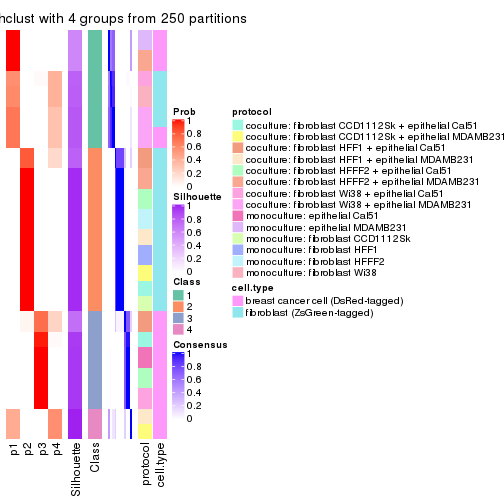 hclust with 4 groups from 250 partitions
Prob
1
0.8
0.6
0.4
0.2
0
Silhouette
1
0.8
0.6
0.4
0.2
0
Class
1
2
3
4
Consensus
1
0.8
0.6
0.4
0.2
0
protocol
coculture: fibroblast CCD1112Sk + epithelial Cal51
coculture: fibroblast CCD1112Sk + epithelial MDAMB231
coculture: fibroblast HFF1 + epithelial Cal51
coculture: fibroblast HFF1 + epithelial MDAMB231
coculture: fibroblast HFFF2 + epithelial Cal51
coculture: fibroblast HFFF2 + epithelial MDAMB231
coculture: fibroblast Wi38 + epithelial Cal51
coculture: fibroblast Wi38 + epithelial MDAMB231
monoculture: epithelial Cal51
monoculture: epithelial MDAMB231
monoculture: fibroblast CCD1112Sk
monoculture: fibroblast HFF1
monoculture: fibroblast HFFF2
monoculture: fibroblast Wi38
cell.type
breast cancer cell (DsRed-tagged)
fibroblast (ZsGreen-tagged)
p1
p2
p3
p4
Silhouette
Class
protocol
cell.type